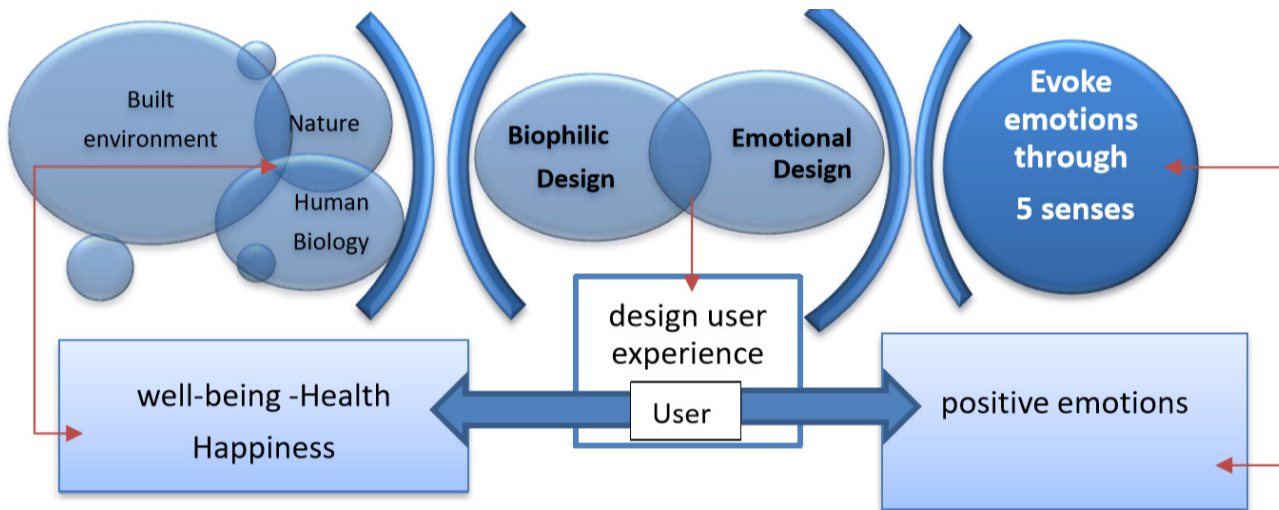 Built
environment
Nature
Human
Biology
Biophilic
Design
Emotional
Design
Evoke
emotions
through
5 senses
design user
experience
User
well-being -Health
Happiness
positive emotions